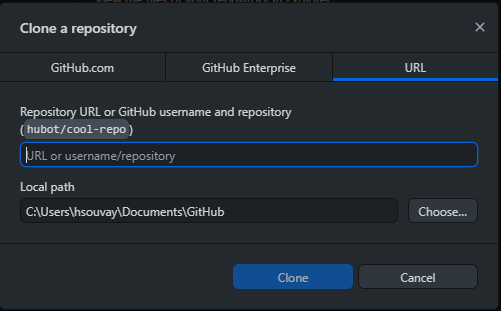 Clone a repository
GitHub.com
GitHub Enterprise
URL
Repository URL or GitHub username and repository
(hubot/cool-repo)
URL or username/repository
Local path
C:\Users\hsouvay\Documents\GitHub
Choose...
Clone
Cancel